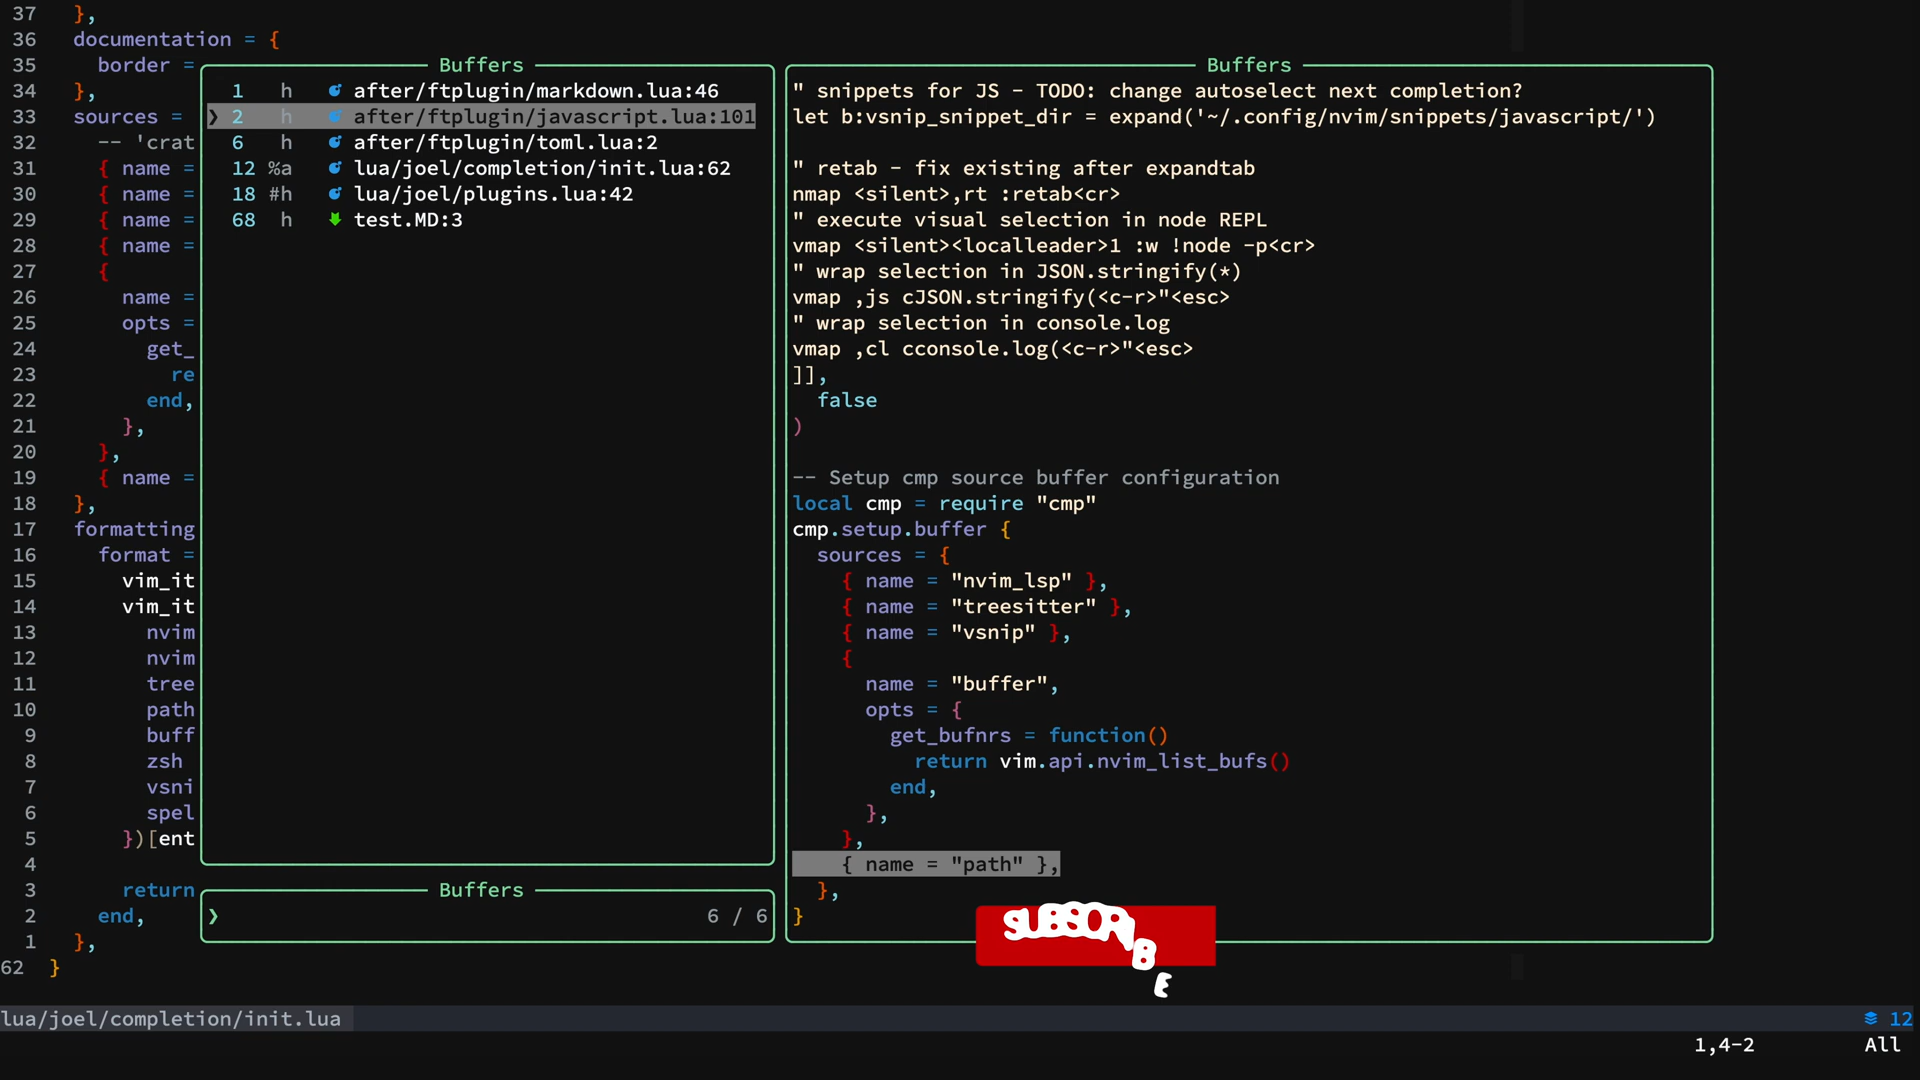 37 },
36 documentation = {
35 border =
34 },
33 sources =
32 -- 'crat
31 { name =
30 { name =
29 { name =
28 { name =
27 {
26 name =
25 opts =
24 get_
23 re
22 end,
21 },
20 },
19 { name =
18 },
17 formatting
16 format =
15 vim_it
14 vim_it
13 nvim
12 nvim
11 tree
10 path
9 buff
8 zsh
7 vsni
6 spel
5 })[ent
4
3 return
2 end,
1 },
62 }
Buffers
1 h after/ftplugin/markdown.lua:46
❯ 2 h after/ftplugin/javascript.lua:101
6 h after/ftplugin/toml.lua:2
12 %a lua/joel/completion/init.lua:62
18 #h lua/joel/plugins.lua:42
68 h test.MD:3
Buffers
❯ 6 / 6
Buffers
" snippets for JS - TODO: change autoselect next completion?
let b:vsnip_snippet_dir = expand('~/.config/nvim/snippets/javascript/')
" retab - fix existing after expandtab
nmap <silent>,rt :retab<cr>
" execute visual selection in node REPL
vmap <silent><localleader>1 :w !node -p<cr>
" wrap selection in JSON.stringify(*)
vmap ,js cJSON.stringify(<c-r>"<esc>
" wrap selection in console.log
vmap ,cl cconsole.log(<c-r>"<esc>
]],
false
)
-- Setup cmp source buffer configuration
local cmp = require "cmp"
cmp.setup.buffer {
sources = {
{ name = "nvim_lsp" },
{ name = "treesitter" },
{ name = "vsnip" },
{
name = "buffer",
opts = {
get_bufnrs = function()
return vim.api.nvim_list_bufs()
end,
},
},
{ name = "path" },
},
}
SUBSCRIBE
lua/joel/completion/init.lua 12
1,4-2 All